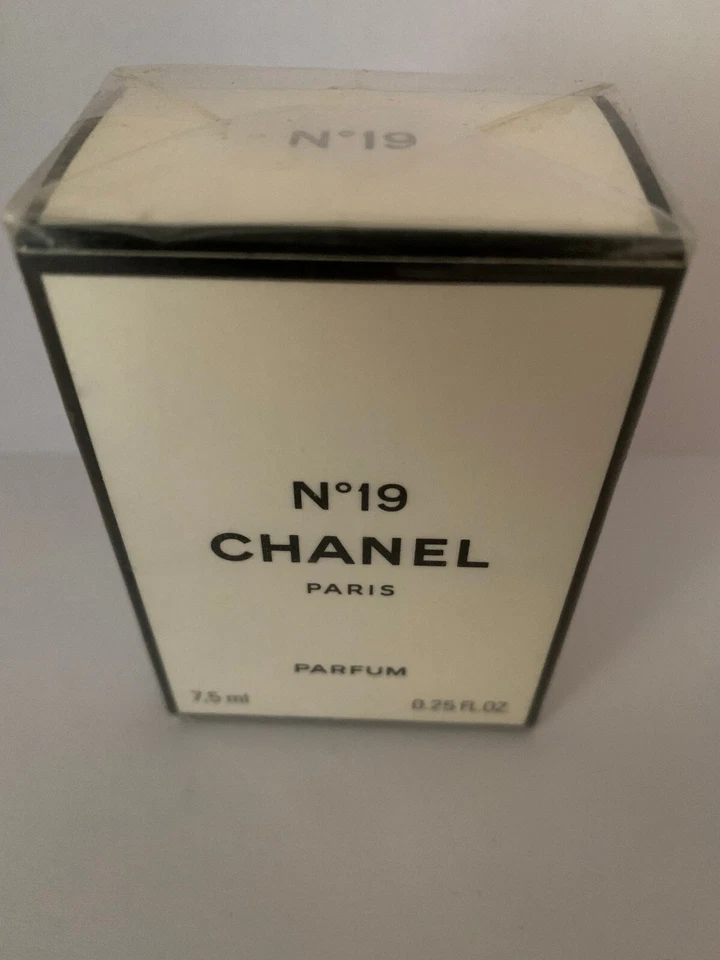 N°19
N°19
CHANEL
PARIS
PARFUM
7.5 ml 0.25 FL.OZ